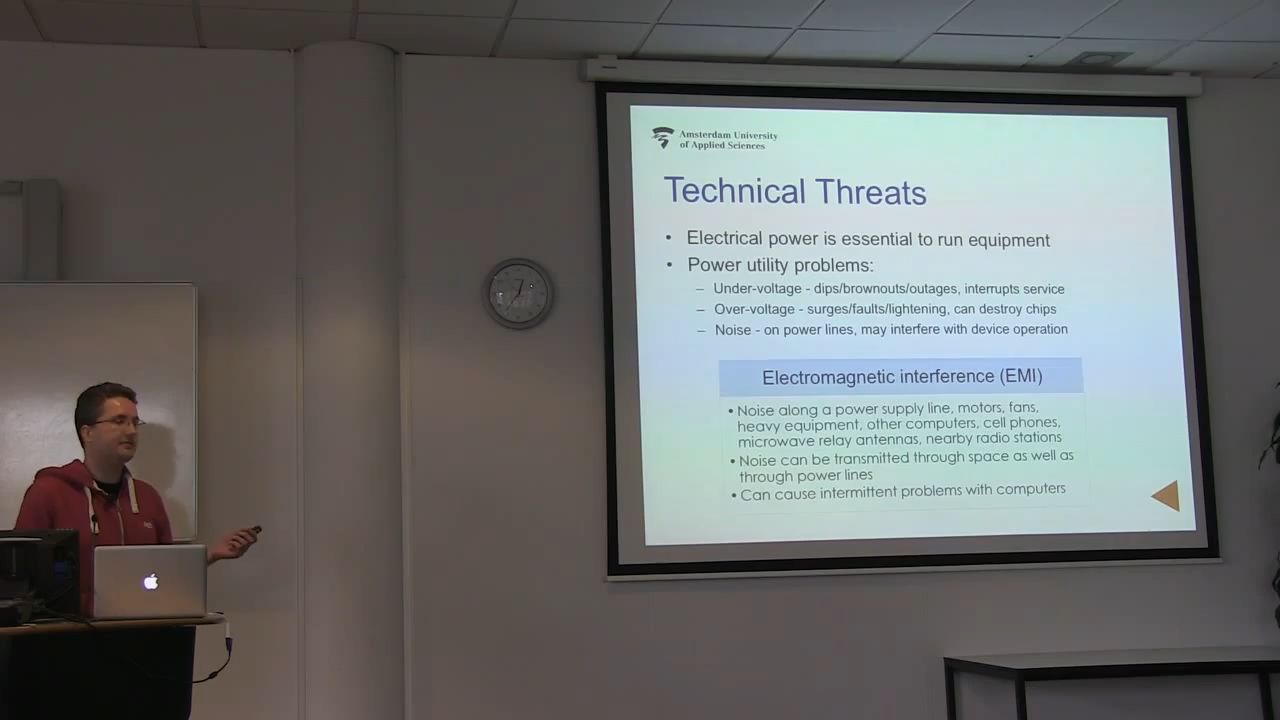 Amsterdam University
of Applied Sciences
Technical Threats
• Electrical power is essential to run equipment
• Power utility problems:
– Under-voltage - dips/brownouts/outages, interrupts service
– Over-voltage - surges/faults/lightening, can destroy chips
– Noise - on power lines, may interfere with device operation
Electromagnetic interference (EMI)
• Noise along a power supply line, motors, fans,
heavy equipment, other computers, cell phones,
microwave relay antennas, nearby radio stations
• Noise can be transmitted through space as well as
through power lines
• Can cause intermittent problems with computers